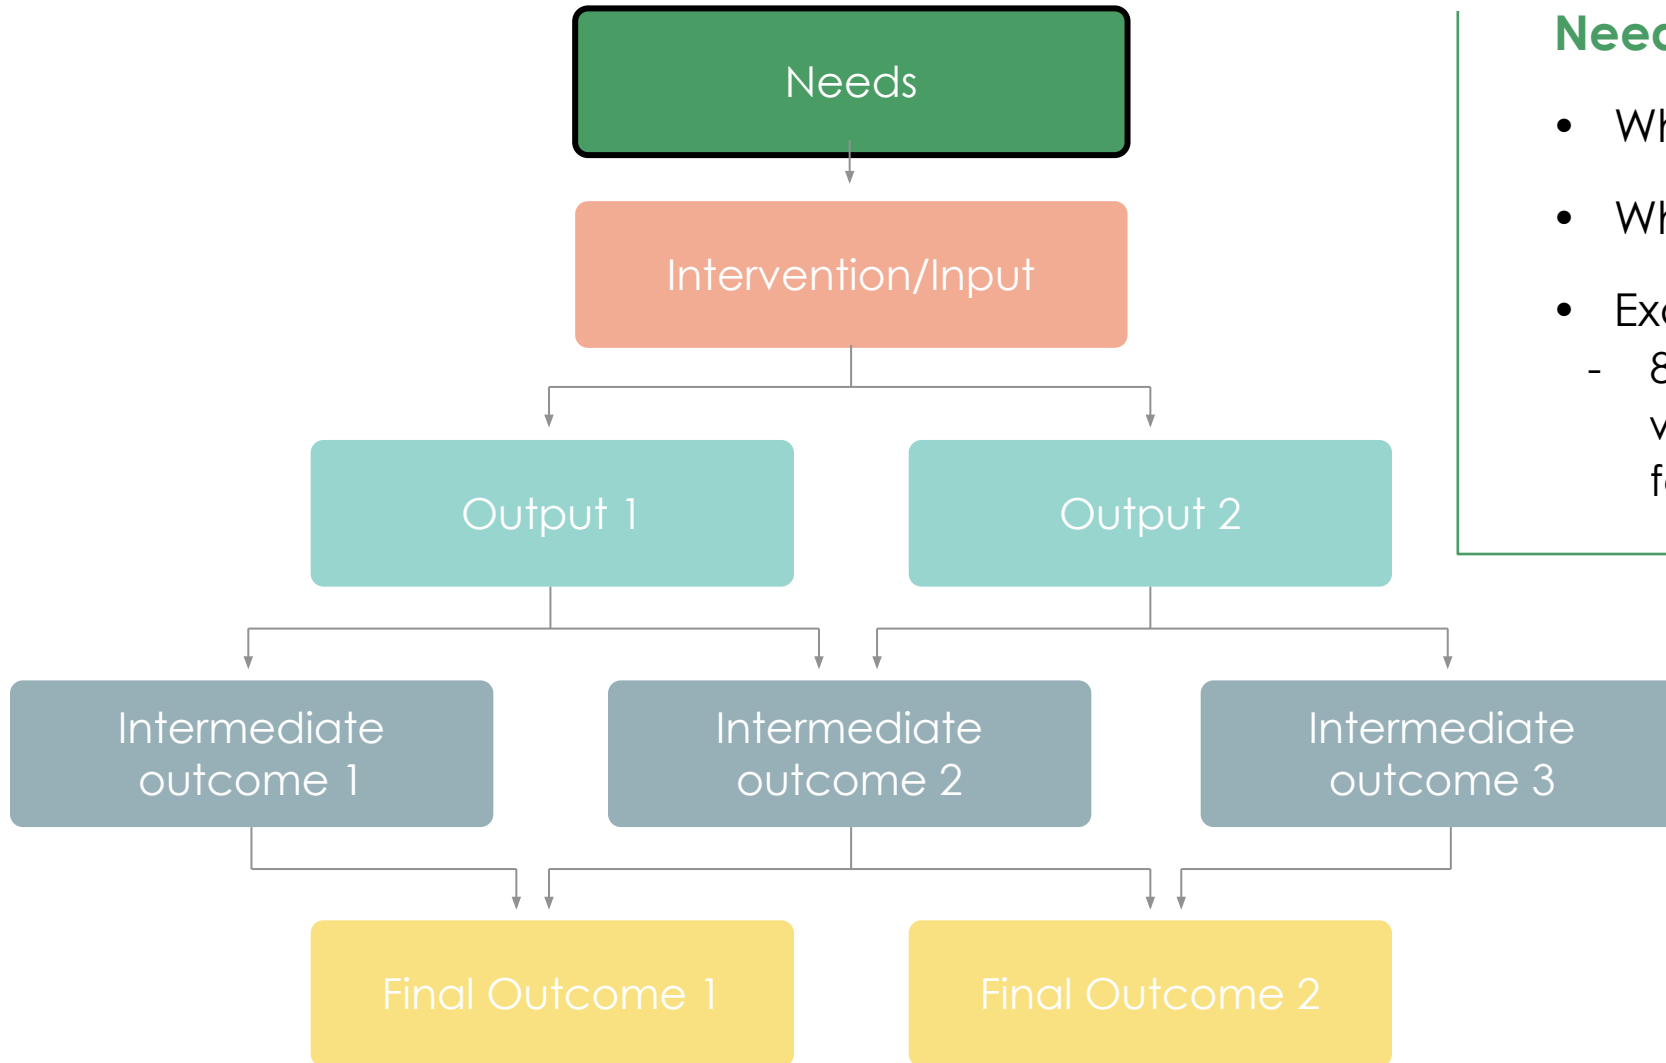 Needs
Intervention/Input
Output 1
Output 2
Intermediate
outcome 1
Intermediate
outcome 2
Intermediate
outcome 3
Final Outcome 1
Final Outcome 2
•
•
•
- 8